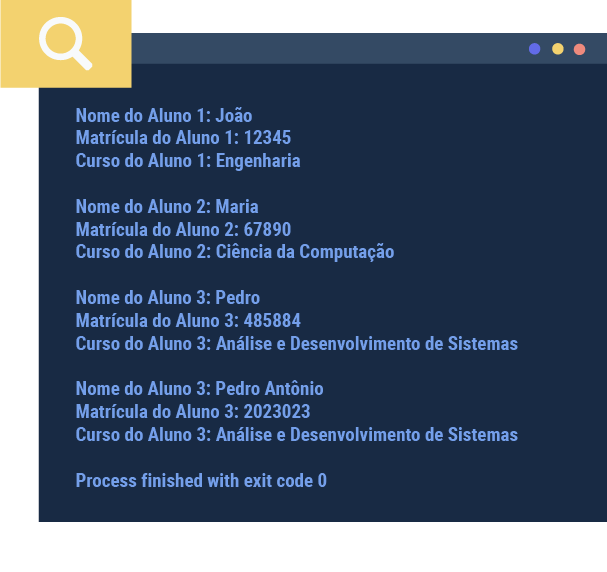 Nome do Aluno 1: João
Matrícula do Aluno 1: 12345
Curso do Aluno 1: Engenharia
Nome do Aluno 2: Maria
Matrícula do Aluno 2: 67890
Curso do Aluno 2: Ciência da Computação
Nome do Aluno 3: Pedro
Matrícula do Aluno 3: 485884
Curso do Aluno 3: Análise e Desenvolvimento de Sistemas
Nome do Aluno 3: Pedro Antônio
Matrícula do Aluno 3: 2023023
Curso do Aluno 3: Análise e Desenvolvimento de Sistemas
Process finished with exit code 0